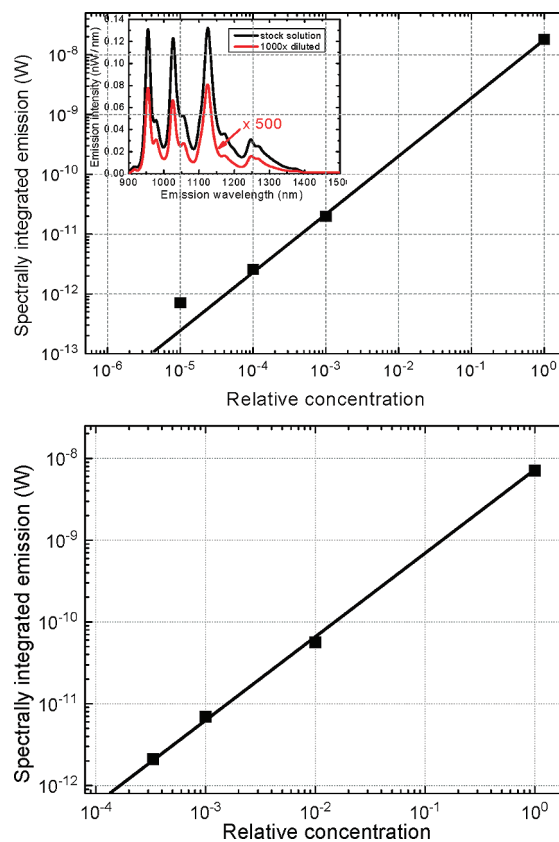 Spectrally integrated emission (W)
10⁻⁸
10⁻⁹
10⁻¹⁰
10⁻¹¹
10⁻¹²
10⁻¹³
Emission intensity (nW/nm)
0.14
0.12
0.10
0.08
0.06
0.04
0.02
0.00
stock solution
1000x diluted
x 500
900 1000 1100 1200 1300 1400
Emission wavelength (nm)
10⁻⁶ 10⁻⁵ 10⁻⁴ 10⁻³ 10⁻² 10⁻¹ 10⁰
Relative concentration
Spectrally integrated emission (W)
10⁻⁸
10⁻⁹
10⁻¹⁰
10⁻¹¹
10⁻¹²
10⁻⁴ 10⁻³ 10⁻² 10⁻¹ 10⁰
Relative concentration